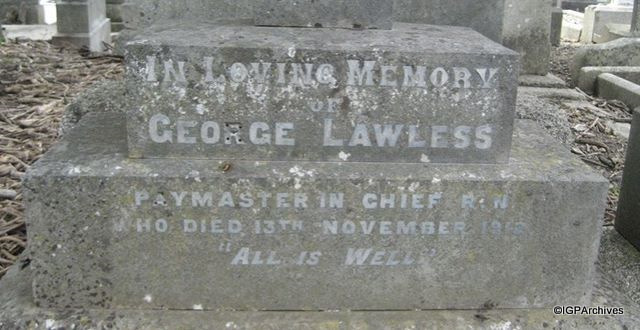 IN LOVING MEMORY
OF
GEORGE LAWLESS
PAYMASTER IN CHIEF R.N.
WHO DIED 13TH NOVEMBER
"ALL IS WELL"
©IGPArchives